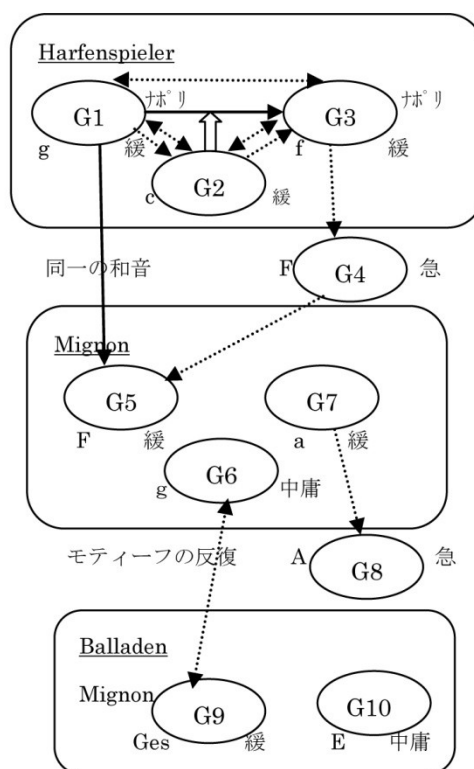 Harfenspieler
G1
ナポリ
G3
ナポリ
g
緩
f
緩
G2
c
緩
F
G4
急
同一の和音
Mignon
G5
G7
F
緩
a
緩
G6
g
中庸
モティーフの反復
A
G8
急
Balladen
Mignon
G9
G10
Ges
緩
E
中庸